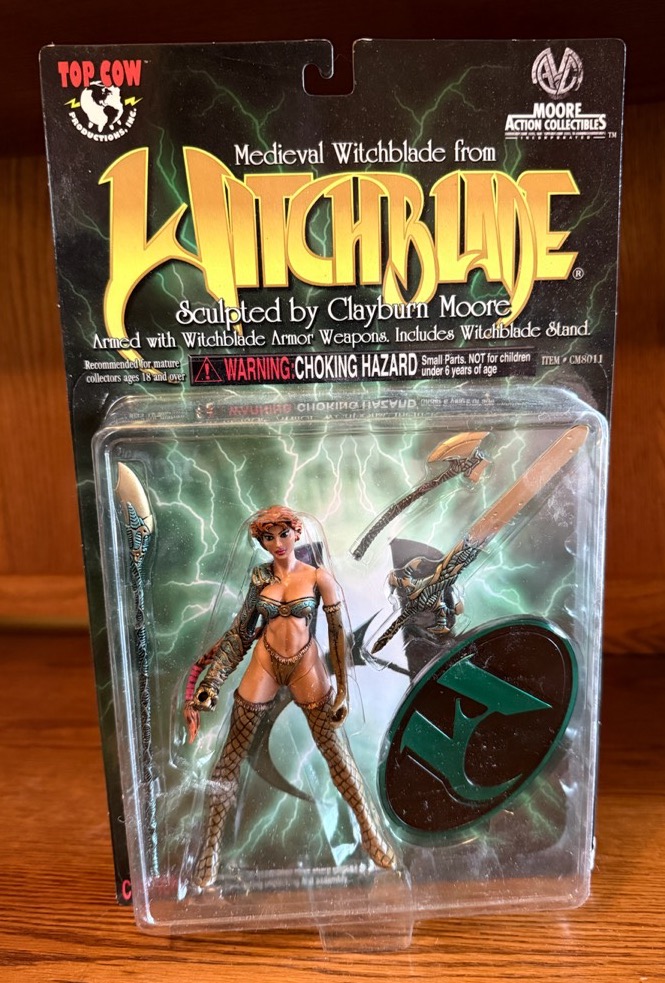 TOP COW
PRODUCTIONS, INC.
MOORE
ACTION COLLECTIBLES
INCORPORATED
TM
Medieval Witchblade from
WITCHBLADE®
Sculpted by Clayburn Moore
Armed with Witchblade Armor Weapons. Includes Witchblade Stand.
Recommended for mature
collectors ages 18 and over
WARNING: CHOKING HAZARD
Small Parts. NOT for children
under 6 years of age
ITEM # CM8011